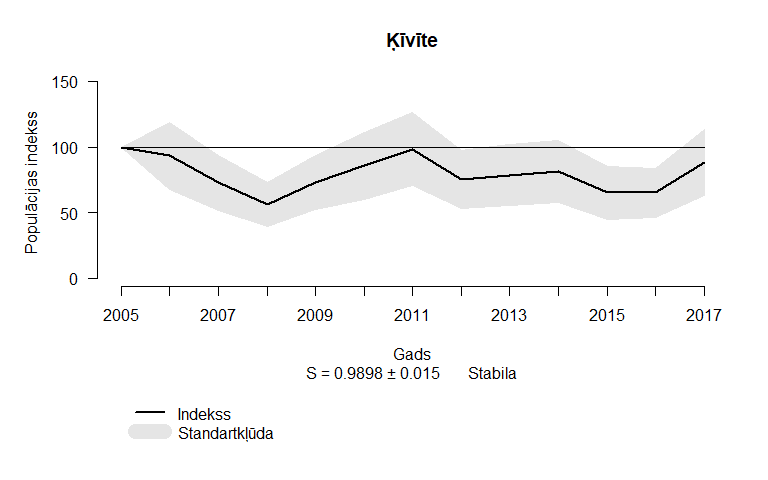 Ķīvīte
Populācijas indekss
150
100
50
0
2005 2007 2009 2011 2013 2015 2017
Gads
S = 0.9898 ± 0.015 Stabila
Indekss
Standartkļūda